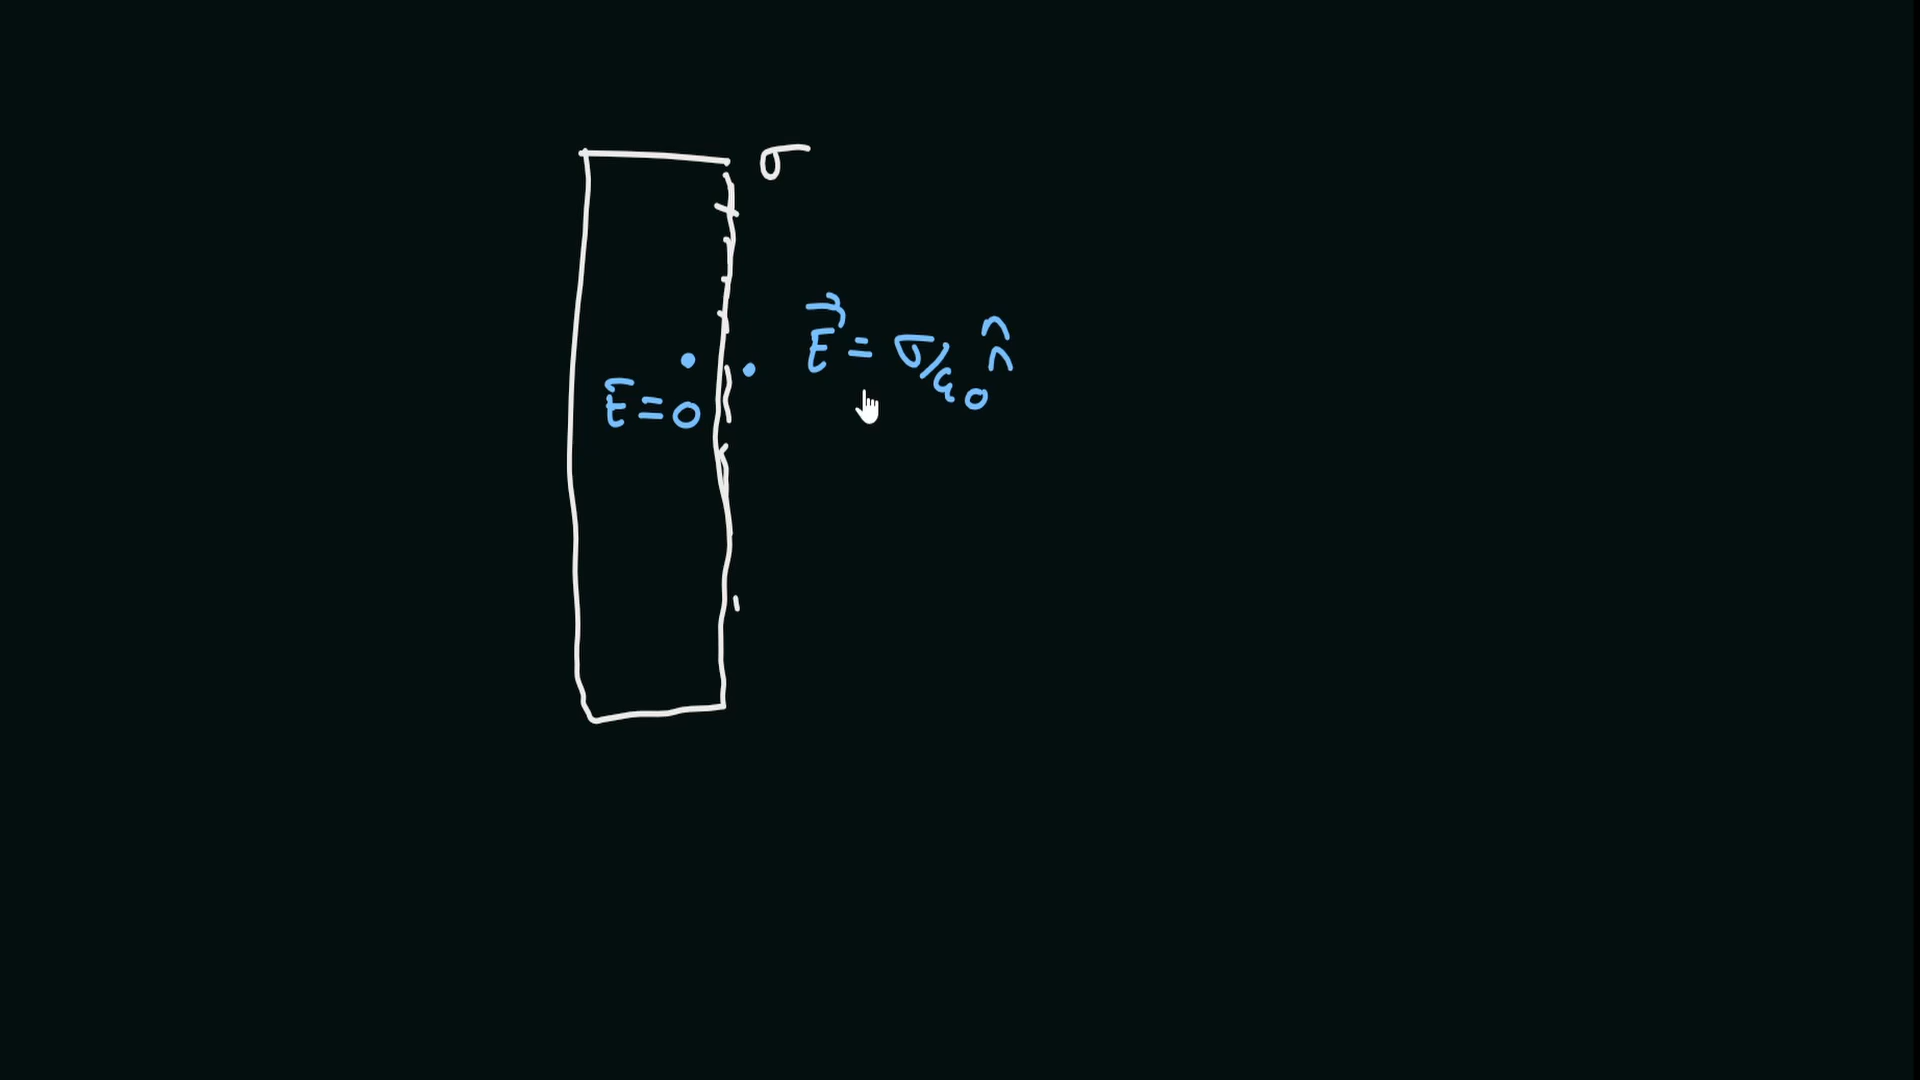 σ
E⃗ = σ/ε₀ n̂
E⃗ = 0